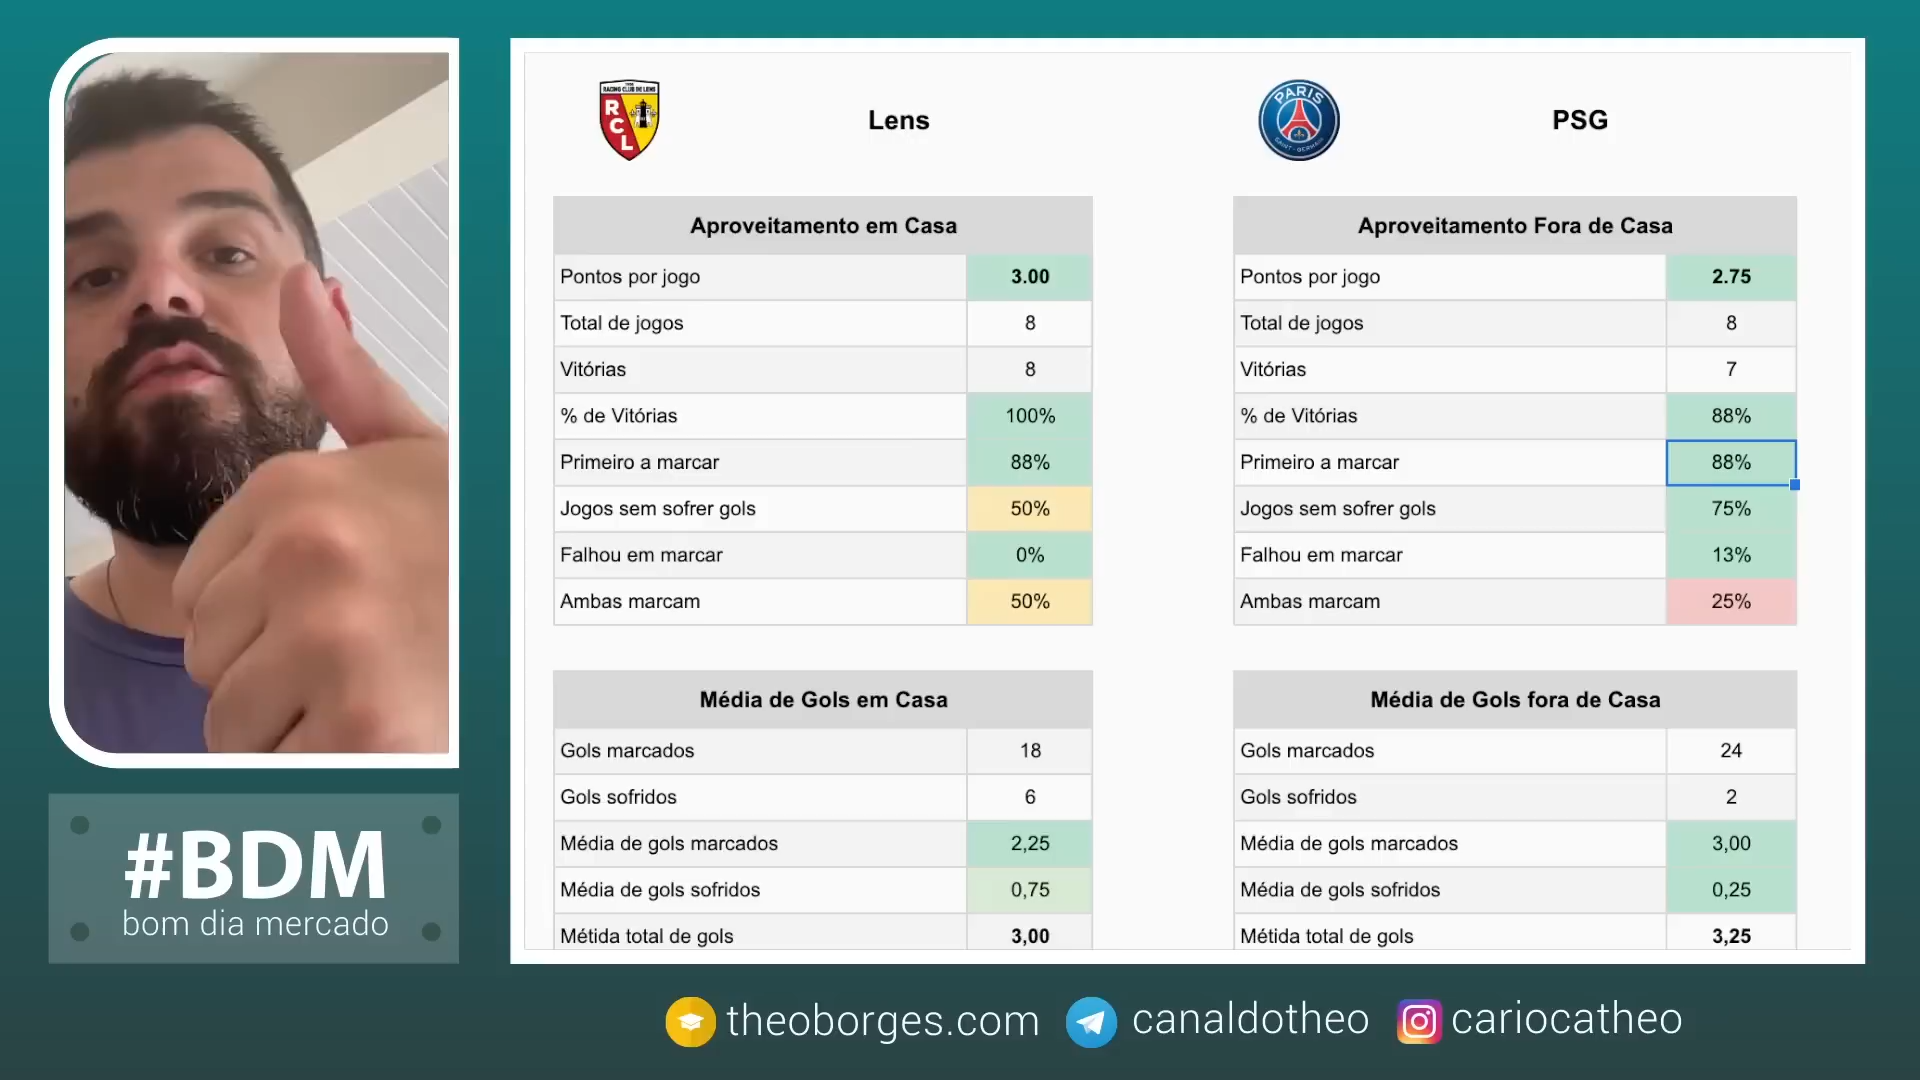 RACING CLUB DE LENS
R
C
L
Lens
PARIS
SAINT-GERMAIN
PSG
Aproveitamento em Casa
Pontos por jogo 3.00
Total de jogos 8
Vitórias 8
% de Vitórias 100%
Primeiro a marcar 88%
Jogos sem sofrer gols 50%
Falhou em marcar 0%
Ambas marcam 50%
Aproveitamento Fora de Casa
Pontos por jogo 2.75
Total de jogos 8
Vitórias 7
% de Vitórias 88%
Primeiro a marcar 88%
Jogos sem sofrer gols 75%
Falhou em marcar 13%
Ambas marcam 25%
Média de Gols em Casa
Gols marcados 18
Gols sofridos 6
Média de gols marcados 2,25
Média de gols sofridos 0,75
Métida total de gols 3,00
Média de Gols fora de Casa
Gols marcados 24
Gols sofridos 2
Média de gols marcados 3,00
Média de gols sofridos 0,25
Métida total de gols 3,25
#BDM
bom dia mercado
theoborges.com
canaldotheo
cariocatheo